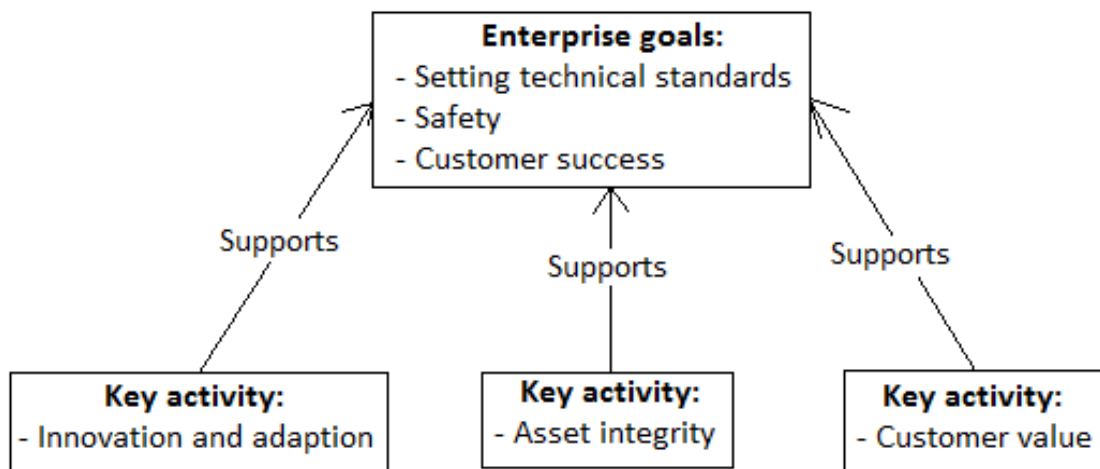 Enterprise goals:
- Setting technical standards
- Safety
- Customer success
Supports
Supports
Supports
Key activity:
- Innovation and adaption
Key activity:
- Asset integrity
Key activity:
- Customer value